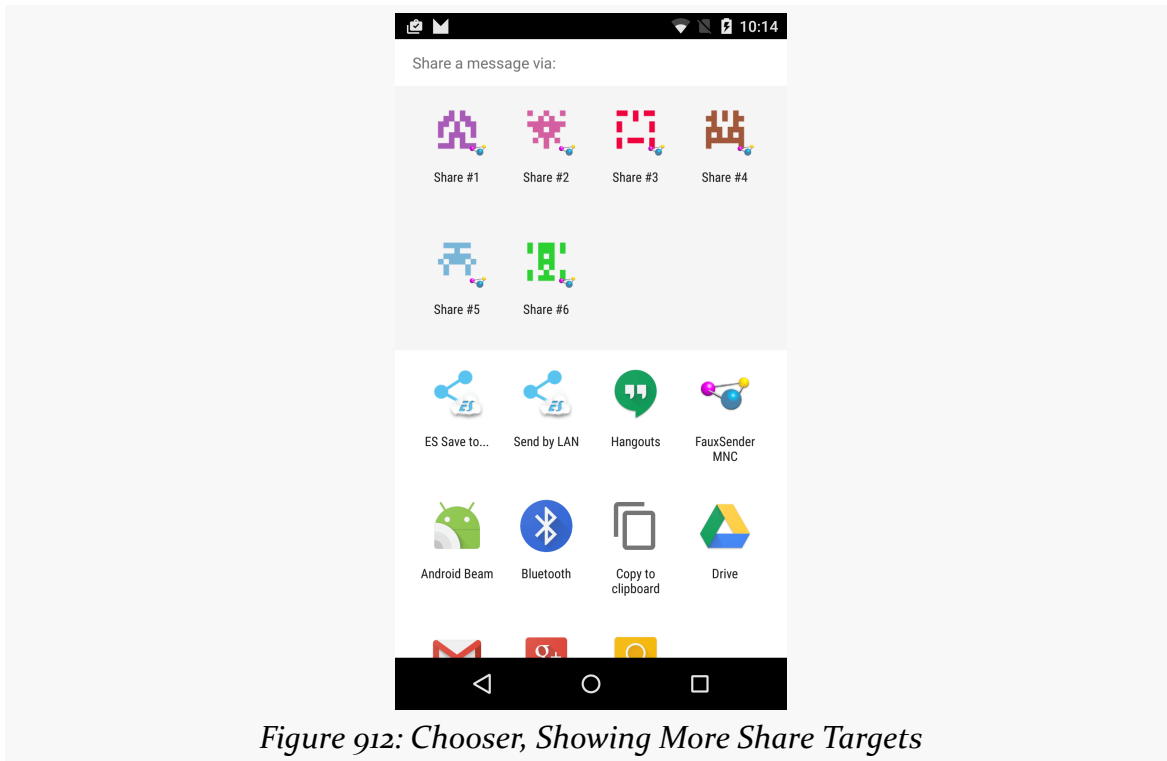 10:14
Share a message via:
Share #1 Share #2 Share #3 Share #4
Share #5 Share #6
ES ES
ES Save to... Send by LAN Hangouts FauxSender
MNC
Android Beam Bluetooth Copy to Drive
clipboard
g+
Figure 912: Chooser, Showing More Share Targets